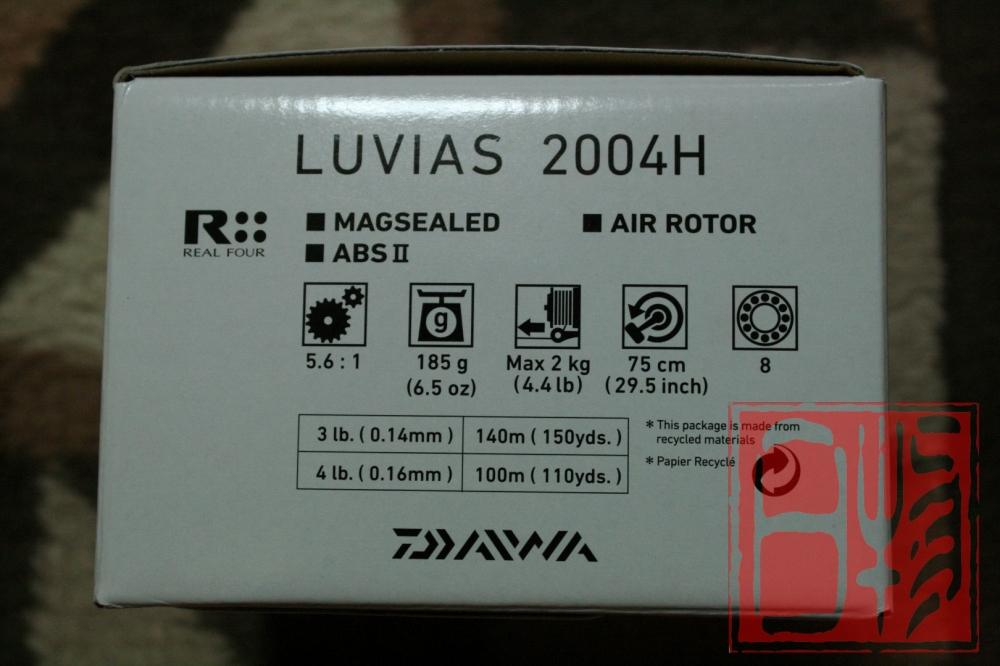 LUVIAS 2004H
R
REAL FOUR
■ MAGSEALED
■ AIR ROTOR
■ ABS Ⅱ
g
5.6 : 1
185 g
(6.5 oz)
Max 2 kg
(4.4 lb)
75 cm
(29.5 inch)
8
3 lb. ( 0.14mm ) 140m ( 150yds. )
4 lb. ( 0.16mm ) 100m ( 110yds. )
* This package is made from
recycled materials
* Papier Recyclé
DAIWA